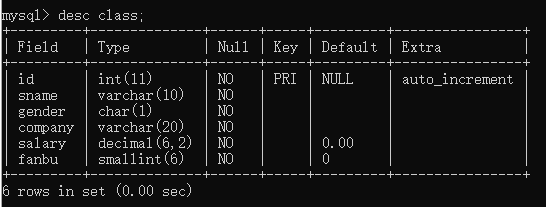 mysql> desc class;
+---------+--------------+------+-----+---------+----------------+
| Field | Type | Null | Key | Default | Extra |
+---------+--------------+------+-----+---------+----------------+
| id | int(11) | NO | PRI | NULL | auto_increment |
| sname | varchar(10) | NO | | | |
| gender | char(1) | NO | | | |
| company | varchar(20) | NO | | | |
| salary | decimal(6,2) | NO | | 0.00 | |
| fanbu | smallint(6) | NO | | 0 | |
+---------+--------------+------+-----+---------+----------------+
6 rows in set (0.00 sec)